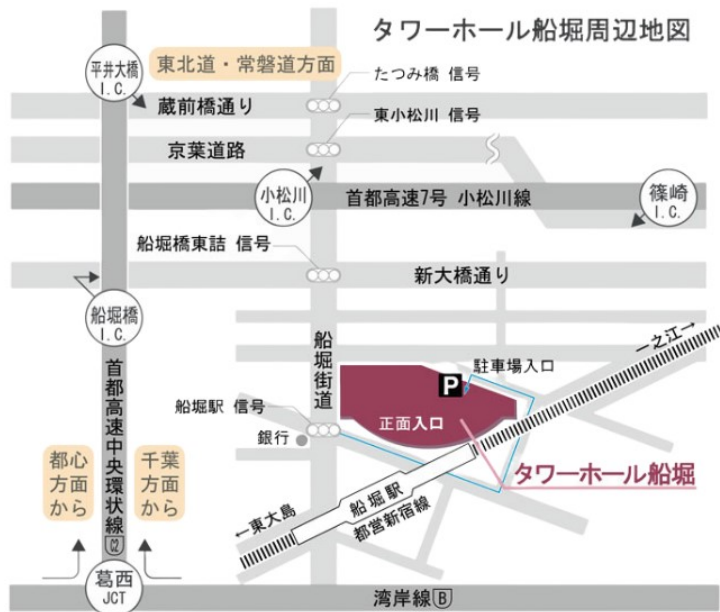 タワーホール船堀周辺地図
平井大橋
I.C.
東北道・常磐道方面
たつみ橋 信号
蔵前橋通り
東小松川 信号
京葉道路
小松川
I.C.
首都高速7号 小松川線
篠崎
I.C.
船堀橋東詰 信号
新大橋通り
船堀橋
I.C.
船堀街道
一之江→
駐車場入口
P
首都高速中央環状線
C2
船堀駅 信号
正面入口
銀行
タワーホール船堀
都心
方面
から
千葉
方面
から
船堀駅
都営新宿線
←東大島
葛西
JCT
湾岸線B